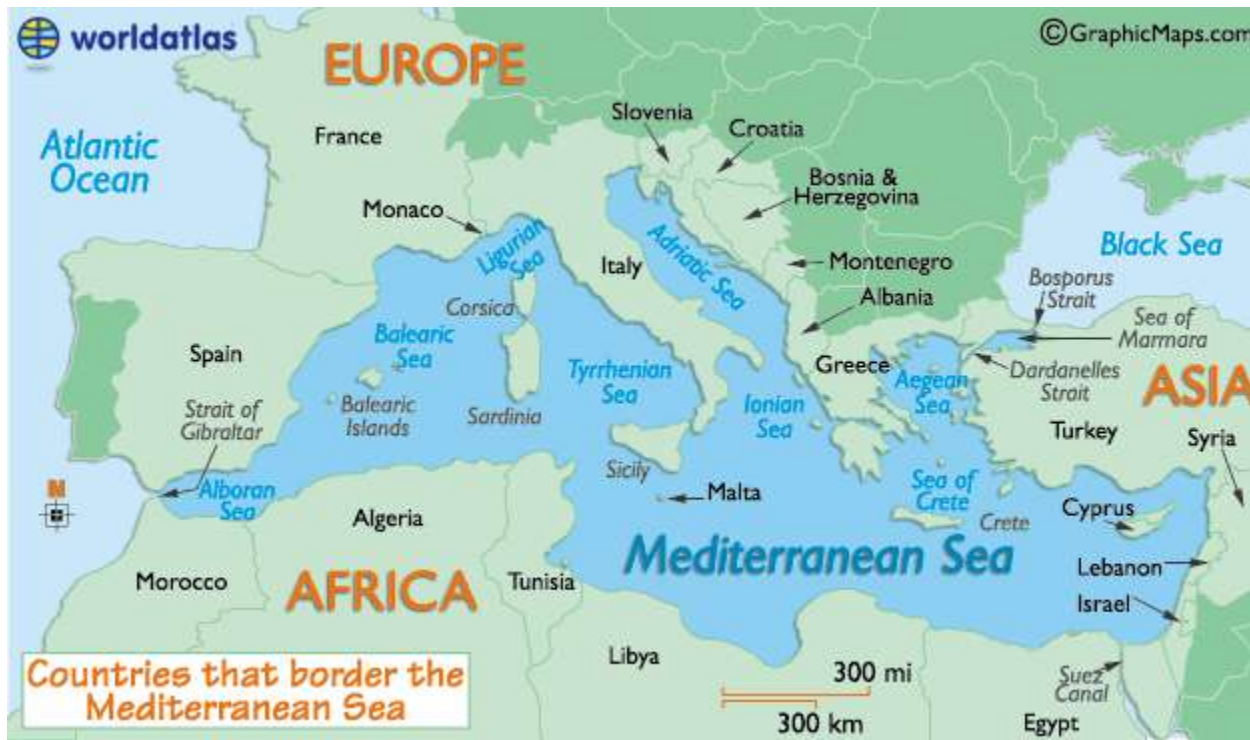 worldatlas
©GraphicMaps.com
EUROPE
Atlantic
Ocean
France
Slovenia
Croatia
Bosnia &
Herzegovina
Monaco
Ligurian
Sea
Italy
Adriatic Sea
Montenegro
Albania
Black Sea
Bosporus
Strait
Sea of
Marmara
Corsica
Balearic
Sea
Spain
Tyrrhenian
Sea
Greece
Aegean
Sea
Dardanelles
Strait
ASIA
Strait of
Gibraltar
Balearic
Islands
Sardinia
Ionian
Sea
Turkey
Syria
Sicily
Malta
Sea of
Crete
Crete
Cyprus
N
Alboran
Sea
Algeria
Mediterranean Sea
Morocco
AFRICA
Tunisia
Lebanon
Israel
Libya
300 mi
300 km
Suez
Canal
Egypt
Countries that border the
Mediterranean Sea